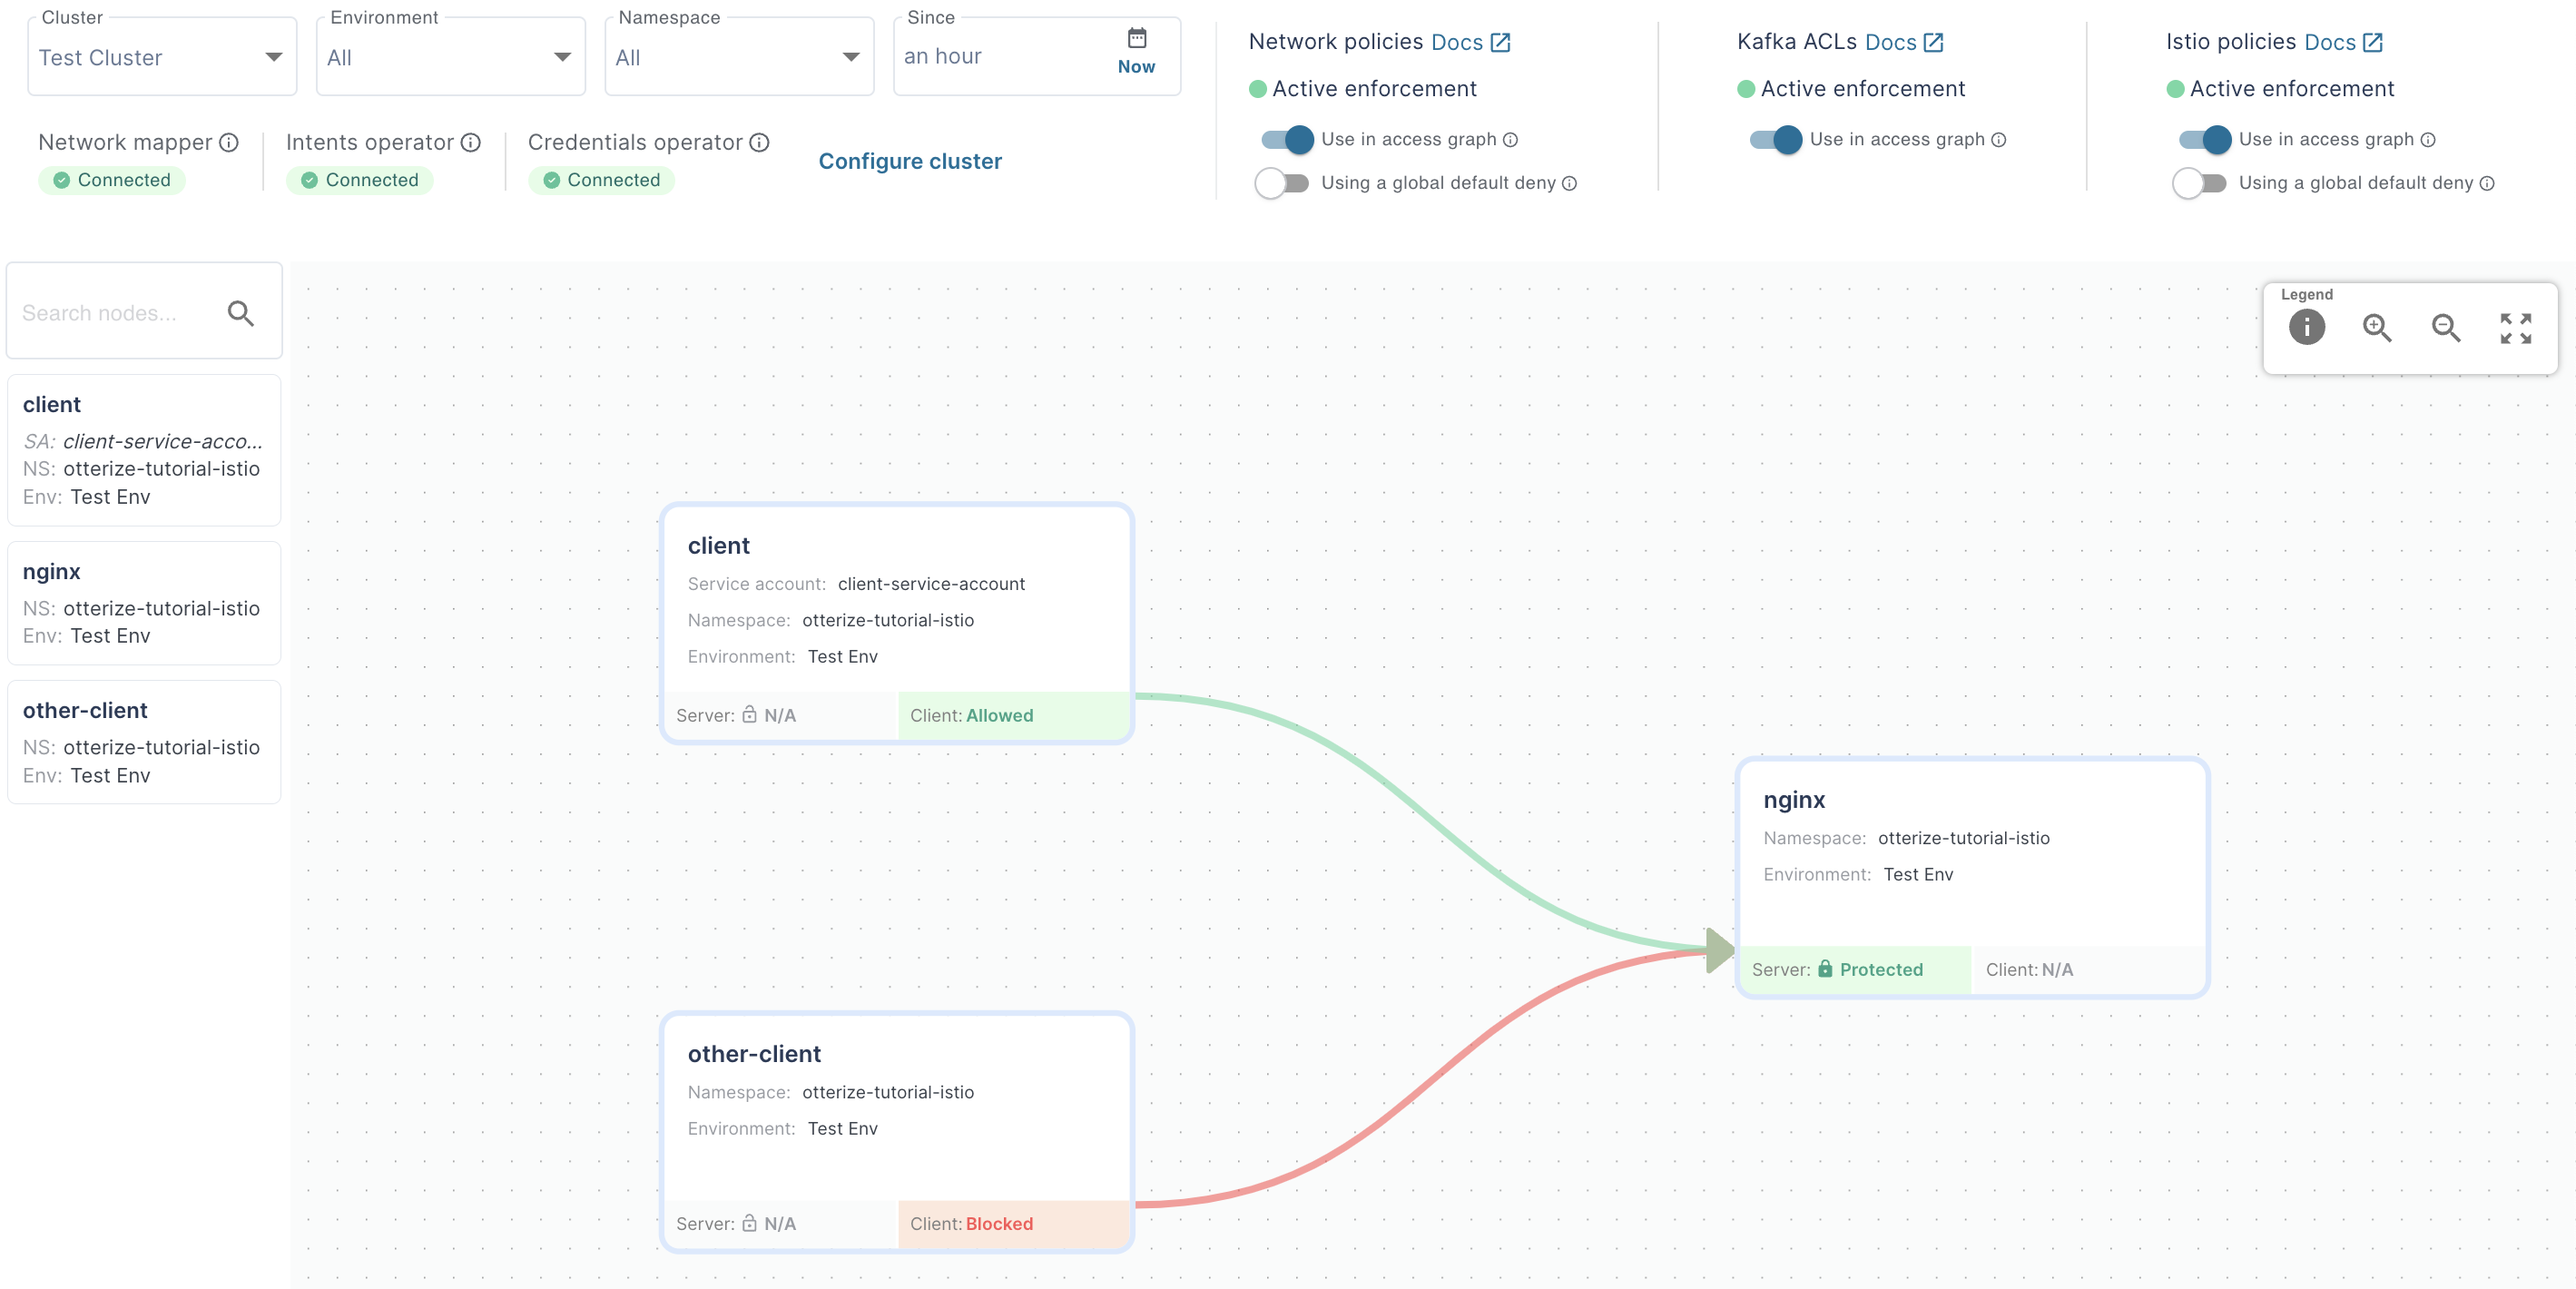 Cluster
Test Cluster
Environment
All
Namespace
All
Since
an hour
Now
Network mapper
Connected
Intents operator
Connected
Credentials operator
Connected
Configure cluster
Network policies Docs
Active enforcement
Use in access graph
Using a global default deny
Kafka ACLs Docs
Active enforcement
Use in access graph
Istio policies Docs
Active enforcement
Use in access graph
Using a global default deny
Search nodes...
Legend
client
SA: client-service-acco...
NS: otterize-tutorial-istio
Env: Test Env
nginx
NS: otterize-tutorial-istio
Env: Test Env
other-client
NS: otterize-tutorial-istio
Env: Test Env
client
Service account: client-service-account
Namespace: otterize-tutorial-istio
Environment: Test Env
Server: N/A
Client: Allowed
nginx
Namespace: otterize-tutorial-istio
Environment: Test Env
Server: Protected
Client: N/A
other-client
Namespace: otterize-tutorial-istio
Environment: Test Env
Server: N/A
Client: Blocked